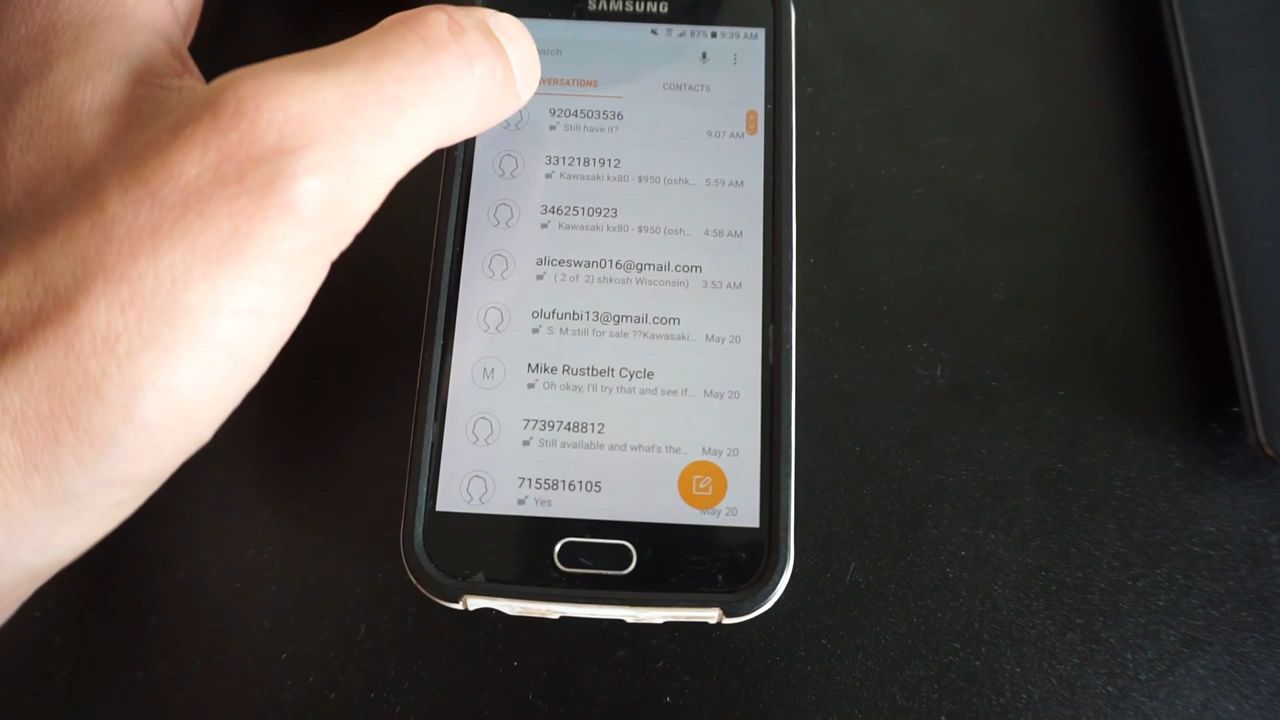 SAMSUNG
87% 9:39 AM
CONTACTS
9204503536
Still have it?
9:07 AM
3312181912
Kawasaki kx80 - $950 (oshk... 5:59 AM
3462510923
Kawasaki kx80 - $950 (osh... 4:58 AM
aliceswan016@gmail.com
( 2 of 2) shkosh Wisconsin) 3:53 AM
olufunbi13@gmail.com
S: M:still for sale ??Kawasaki... May 20
M
Mike Rustbelt Cycle
Oh okay, I'll try that and see if... May 20
7739748812
Still available and what's the... May 20
7155816105
Yes
May 20